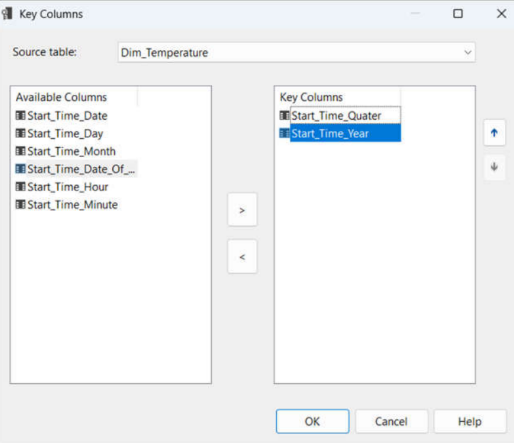 Key Columns
Source table: Dim_Temperature
Available Columns
Start_Time_Date
Start_Time_Day
Start_Time_Month
Start_Time_Date_Of_...
Start_Time_Hour
Start_Time_Minute
>
<
Key Columns
Start_Time_Quater
Start_Time_Year
OK Cancel Help